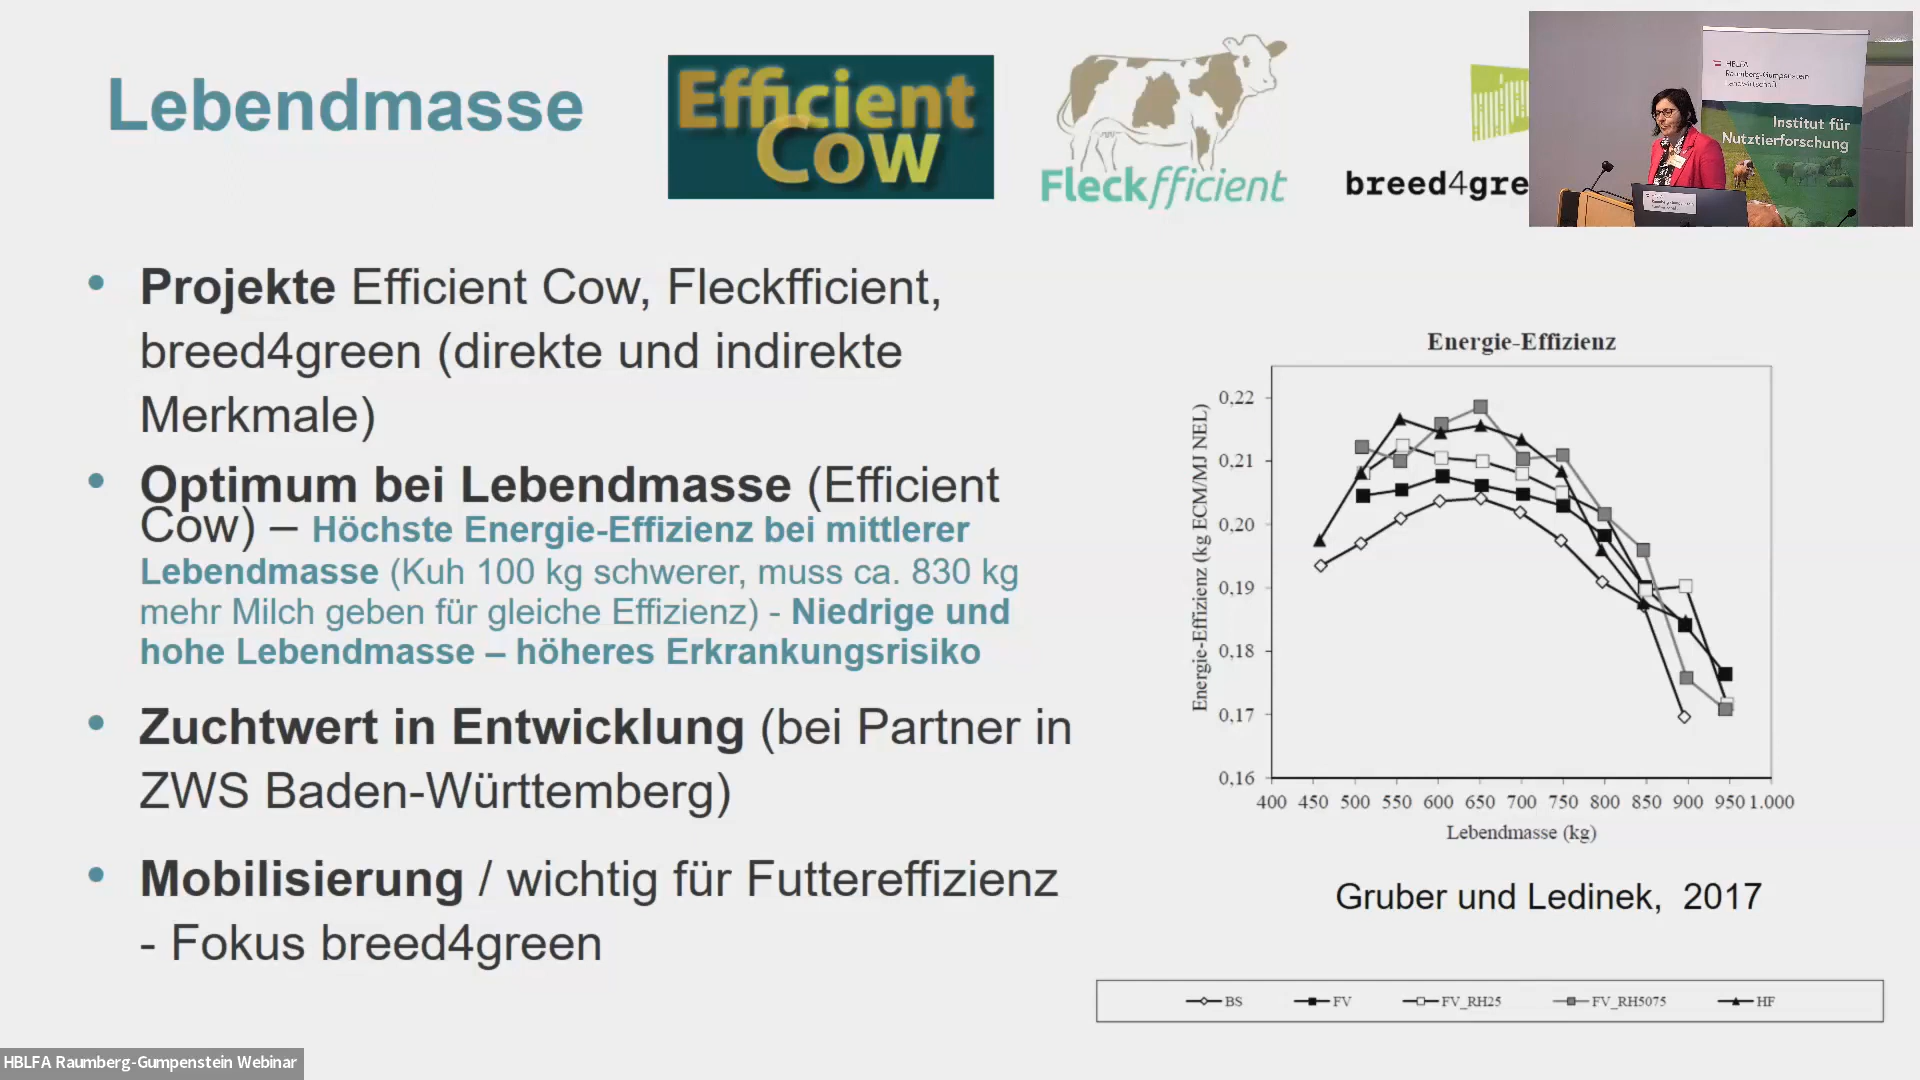 Lebendmasse
Efficient
Cow
Fleckfficient
breed4gre
HBLFA
Raumberg-Gumpenstein
Landwirtschaft
Institut für
Nutztierforschung
• Projekte Efficient Cow, Fleckfficient,
breed4green (direkte und indirekte
Merkmale)
• Optimum bei Lebendmasse (Efficient
Cow) – Höchste Energie-Effizienz bei mittlerer
Lebendmasse (Kuh 100 kg schwerer, muss ca. 830 kg
mehr Milch geben für gleiche Effizienz) - Niedrige und
hohe Lebendmasse – höheres Erkrankungsrisiko
• Zuchtwert in Entwicklung (bei Partner in
ZWS Baden-Württemberg)
• Mobilisierung / wichtig für Futtereffizienz
- Fokus breed4green
Energie-Effizienz
Energie-Effizienz (kg ECM/MJ NEL)
0,22
0,21
0,20
0,19
0,18
0,17
0,16
400 450 500 550 600 650 700 750 800 850 900 950 1.000
Lebendmasse (kg)
Gruber und Ledinek, 2017
BS FV FV_RH25 FV_RH5075 HF
HBLFA Raumberg-Gumpenstein Webinar